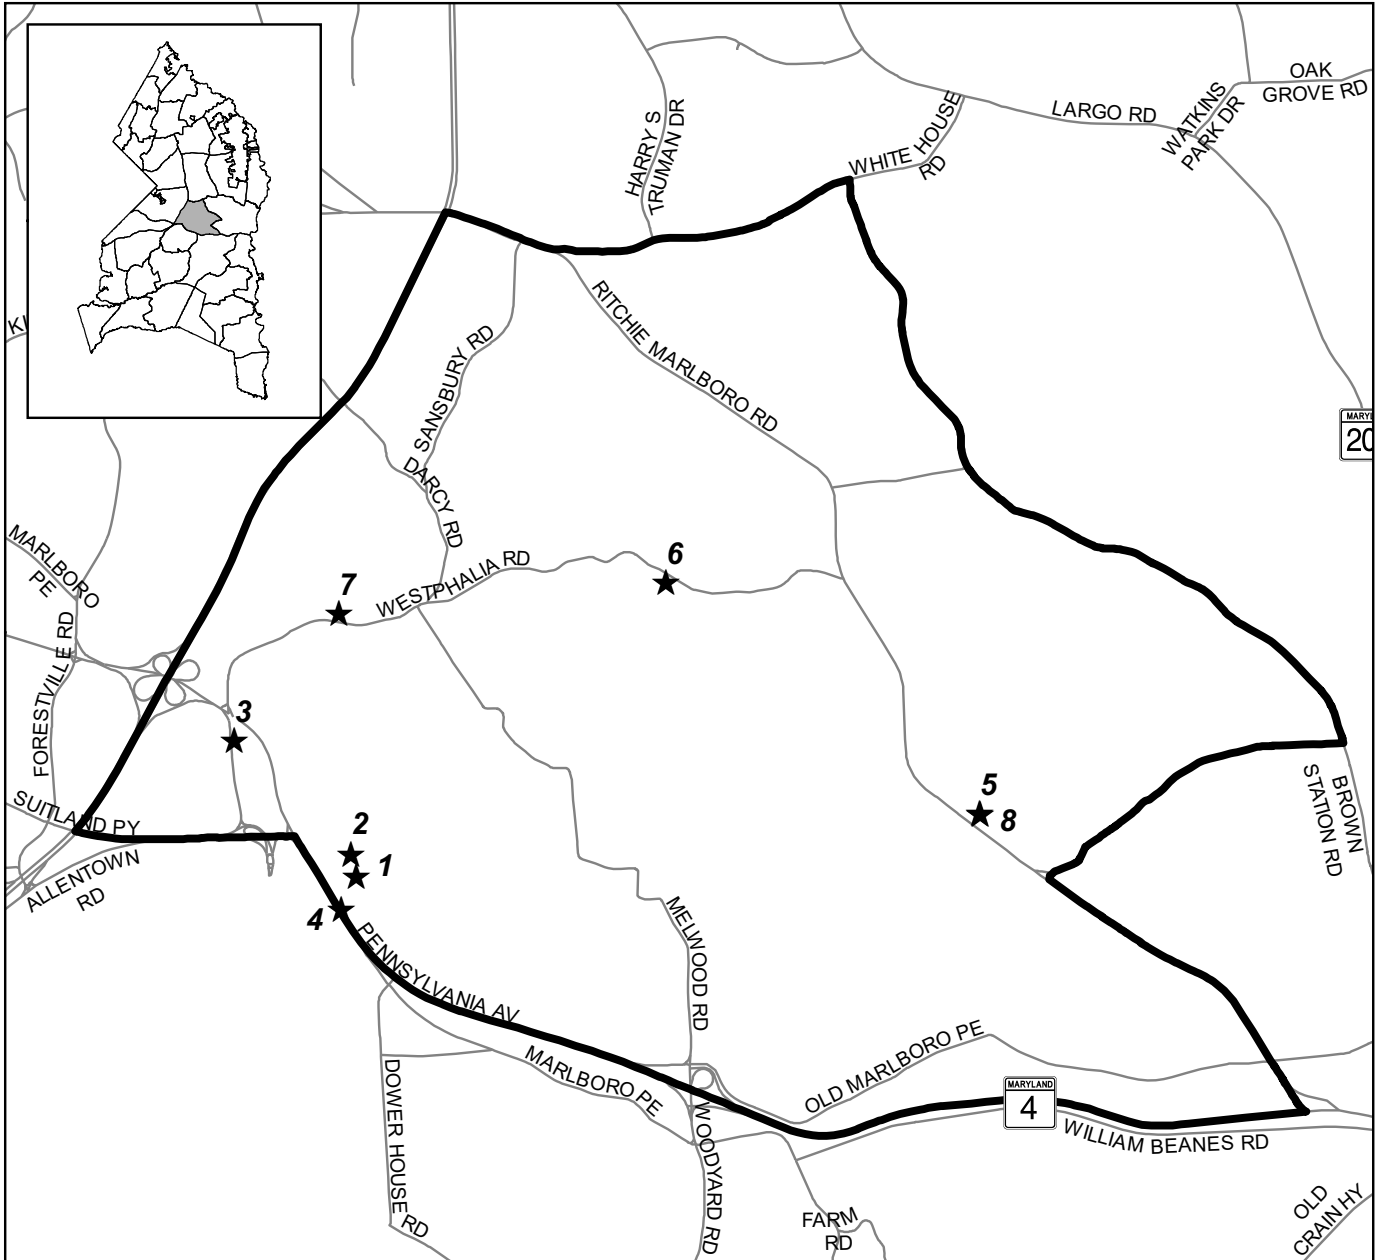 OAK
GROVE RD
WATKINS
PARK DR
LARGO RD
HARRY S
TRUMAN DR
WHITE HOUSE
RD
KI
RITCHIE MARLBORO RD
SANSBURY RD
MARYL
20
DARCY RD
MARLBORO
PE
6
WESTPHALIA RD
7
FORESTVILLE RD
3
5
8
BROWN
STATION RD
SUITLAND PY
2
1
ALLENTOWN
RD
4
PENNSYLVANIA AV
MELWOOD RD
OLD MARLBORO PE
MARLBORO PE
MARYLAND
4
DOWER HOUSE
RD
WOODYARD RD
WILLIAM BEANES RD
FARM
RD
OLD
CRAIN HY